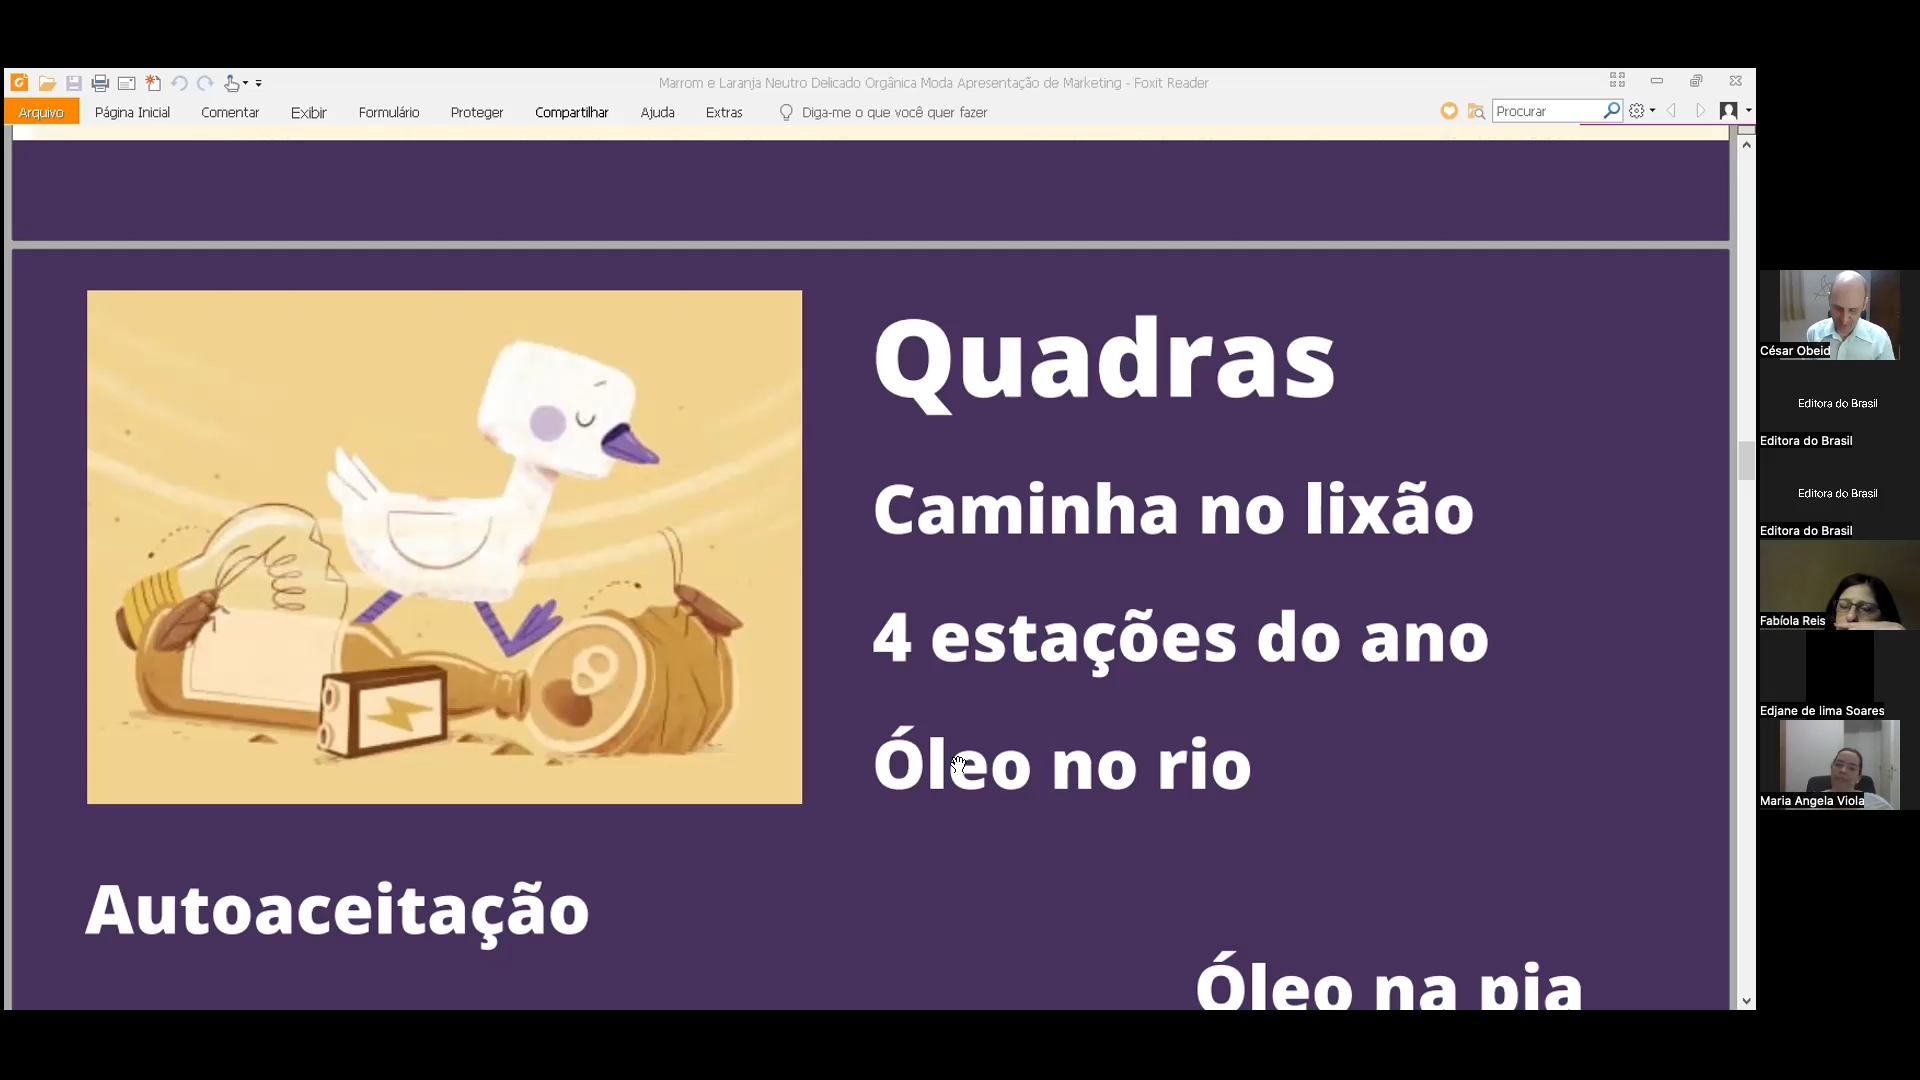 Marrom e Laranja Neutro Delicado Orgânica Moda Apresentação de Marketing - Foxit Reader
Arquivo Página Inicial Comentar Exibir Formulário Proteger Compartilhar Ajuda Extras Diga-me o que você quer fazer Procurar
Quadras
Caminha no lixão
4 estações do ano
Óleo no rio
Autoaceitação
Óleo na pia
César Obeid
Editora do Brasil
Editora do Brasil
Editora do Brasil
Editora do Brasil
Fabíola Reis
Edjane de lima Soares
Maria Angela Viola